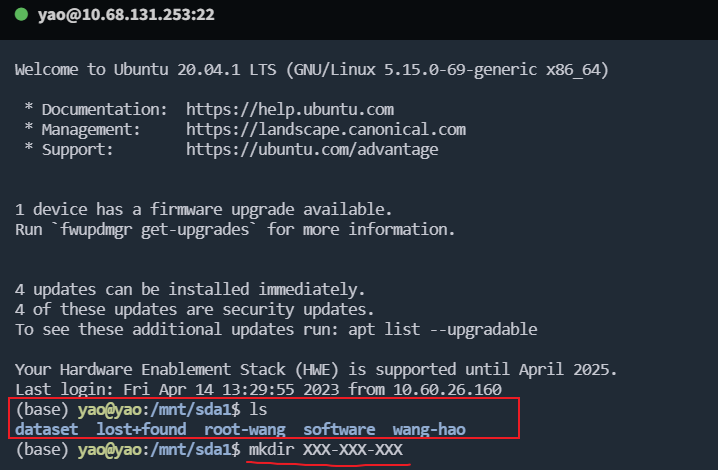 yao@10.68.131.253:22
Welcome to Ubuntu 20.04.1 LTS (GNU/Linux 5.15.0-69-generic x86_64)
* Documentation:  https://help.ubuntu.com
* Management:     https://landscape.canonical.com
* Support:        https://ubuntu.com/advantage
1 device has a firmware upgrade available.
Run `fwupdmgr get-upgrades` for more information.
4 updates can be installed immediately.
4 of these updates are security updates.
To see these additional updates run: apt list --upgradable
Your Hardware Enablement Stack (HWE) is supported until April 2025.
Last login: Fri Apr 14 13:29:55 2023 from 10.60.26.160
(base) yao@yao:/mnt/sda1$ ls
dataset  lost+found  root-wang  software  wang-hao
(base) yao@yao:/mnt/sda1$ mkdir XXX-XXX-XXX